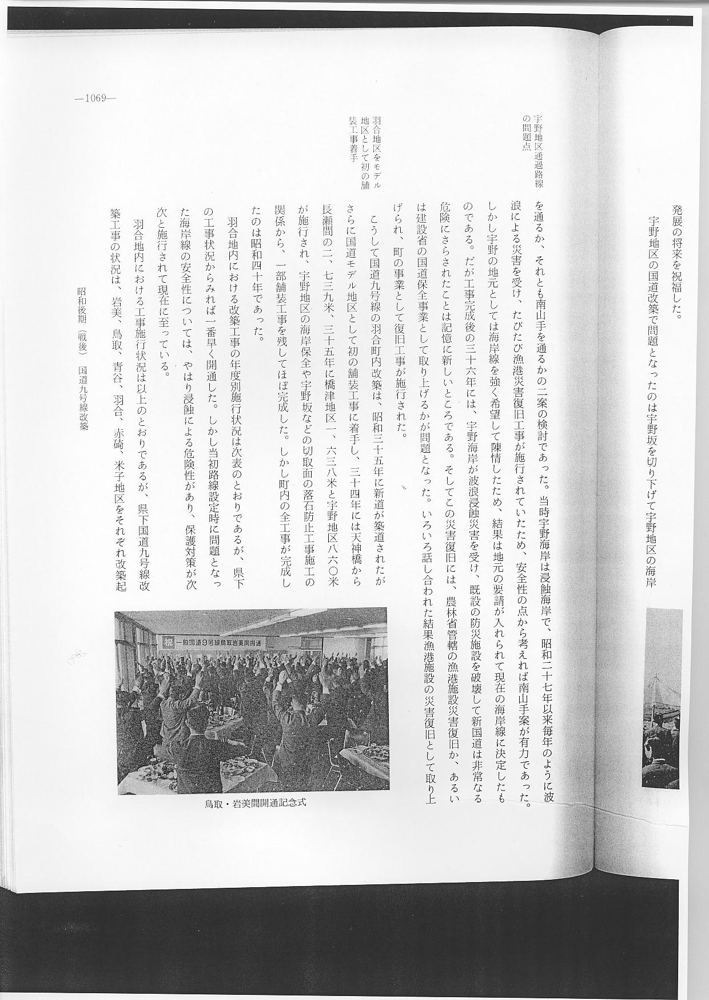 発展の将来を祝福した。
宇野地区の国道改築で問題となったのは宇野坂を切り下げて宇野地区の海岸
宇野地区通過路線
の問題点
を通るか、それとも南山手を通るかの二案の検討であった。当時宇野海岸は浸蝕海岸で、昭和二十七年以来毎年のように波
浪による災害を受け、たびたび漁港災害復旧工事が施行されていたため、安全性の点から考えれば南山手案が有力であった。
しかし宇野の地元としては海岸線を強く希望して陳情したため、結果は地元の要請が入れられて現在の海岸線に決定したも
のである。だが工事完成後の三十六年には、宇野海岸が波浪浸蝕災害を受け、既設の防災施設を破壊して新国道は非常なる
危険にさらされたことは記憶に新しいところである。そしてこの災害復旧には、農林省管轄の漁港施設災害復旧か、あるい
は建設省の国道保全事業として取り上げるかが問題となった。いろいろ話し合われた結果漁港施設の災害復旧として取り上
げられ、町の事業として復旧工事が施行された。
羽合地区をモデル
地区として初の舗
装工事着手
こうして国道九号線の羽合町内改築は、昭和三十五年に新道が築道されたが
さらに国道モデル地区として初の舗装工事に着手し、三十四年には天神橋から
長瀬間の二、七三九米、三十五年に橋津地区一、六三八米と宇野地区八六〇米
が施行され、宇野地区の海岸保全や宇野坂などの切取面の落石防止工事施工の
関係から、一部舗装工事を残してほぼ完成した。しかし町内の全工事が完成し
たのは昭和四十年であった。
羽合地内における改築工事の年度別施行状況は次表のとおりであるが、県下
の工事状況からみれば一番早く開通した。しかし当初路線設定時に問題となっ
た海岸線の安全性については、やはり浸蝕による危険性があり、保護対策が次
次と施行されて現在に至っている。
羽合地内における工事施行状況は以上のとおりであるが、県下国道九号線改
築工事の状況は、岩美、鳥取、青谷、羽合、赤碕、米子地区をそれぞれ改築起
祝 一般国道9号線鳥取岩美間開通
鳥取・岩美間開通記念式
昭和後期（戦後） 国道九号線改築
—1069—